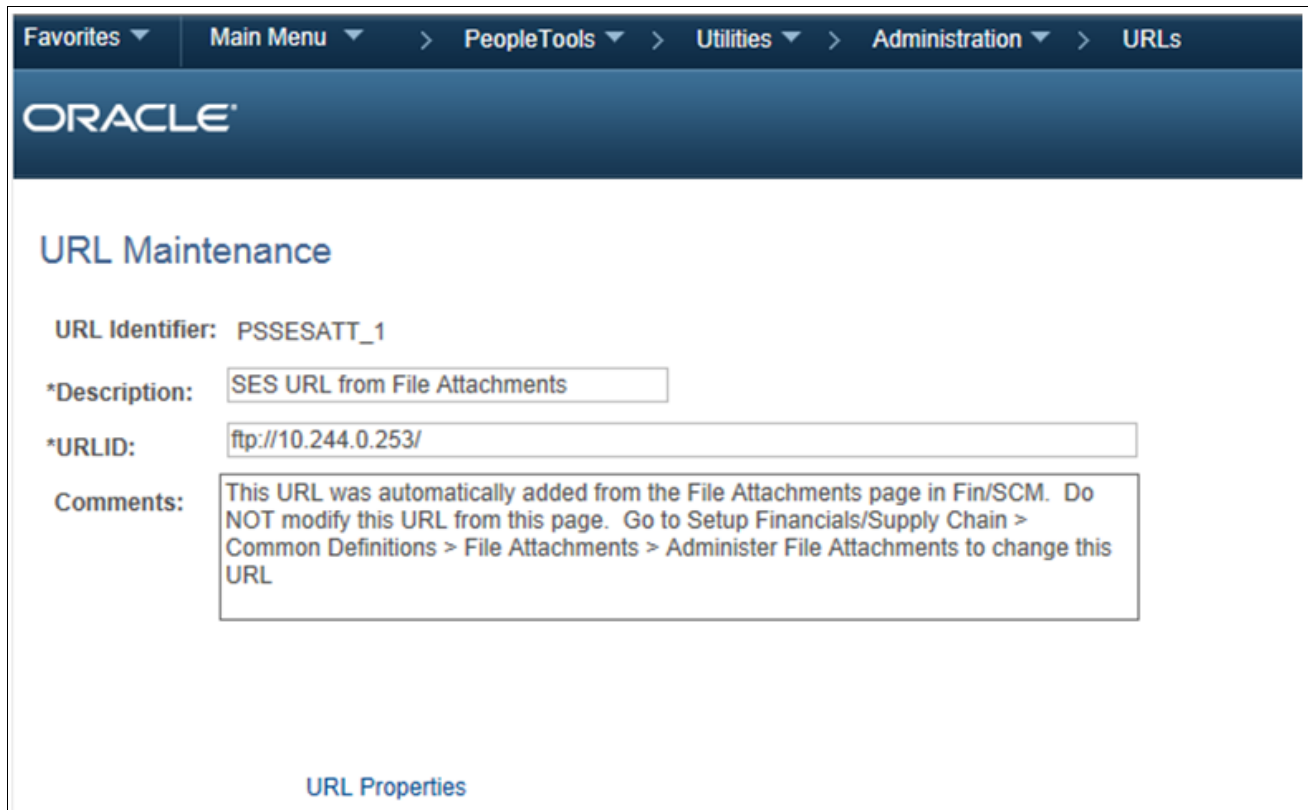 Favorites Main Menu > PeopleTools > Utilities > Administration > URLs
ORACLE
URL Maintenance
URL Identifier: PSSESATT_1
*Description: SES URL from File Attachments
*URLID: ftp://10.244.0.253/
Comments: This URL was automatically added from the File Attachments page in Fin/SCM. Do
NOT modify this URL from this page. Go to Setup Financials/Supply Chain >
Common Definitions > File Attachments > Administer File Attachments to change this
URL
URL Properties